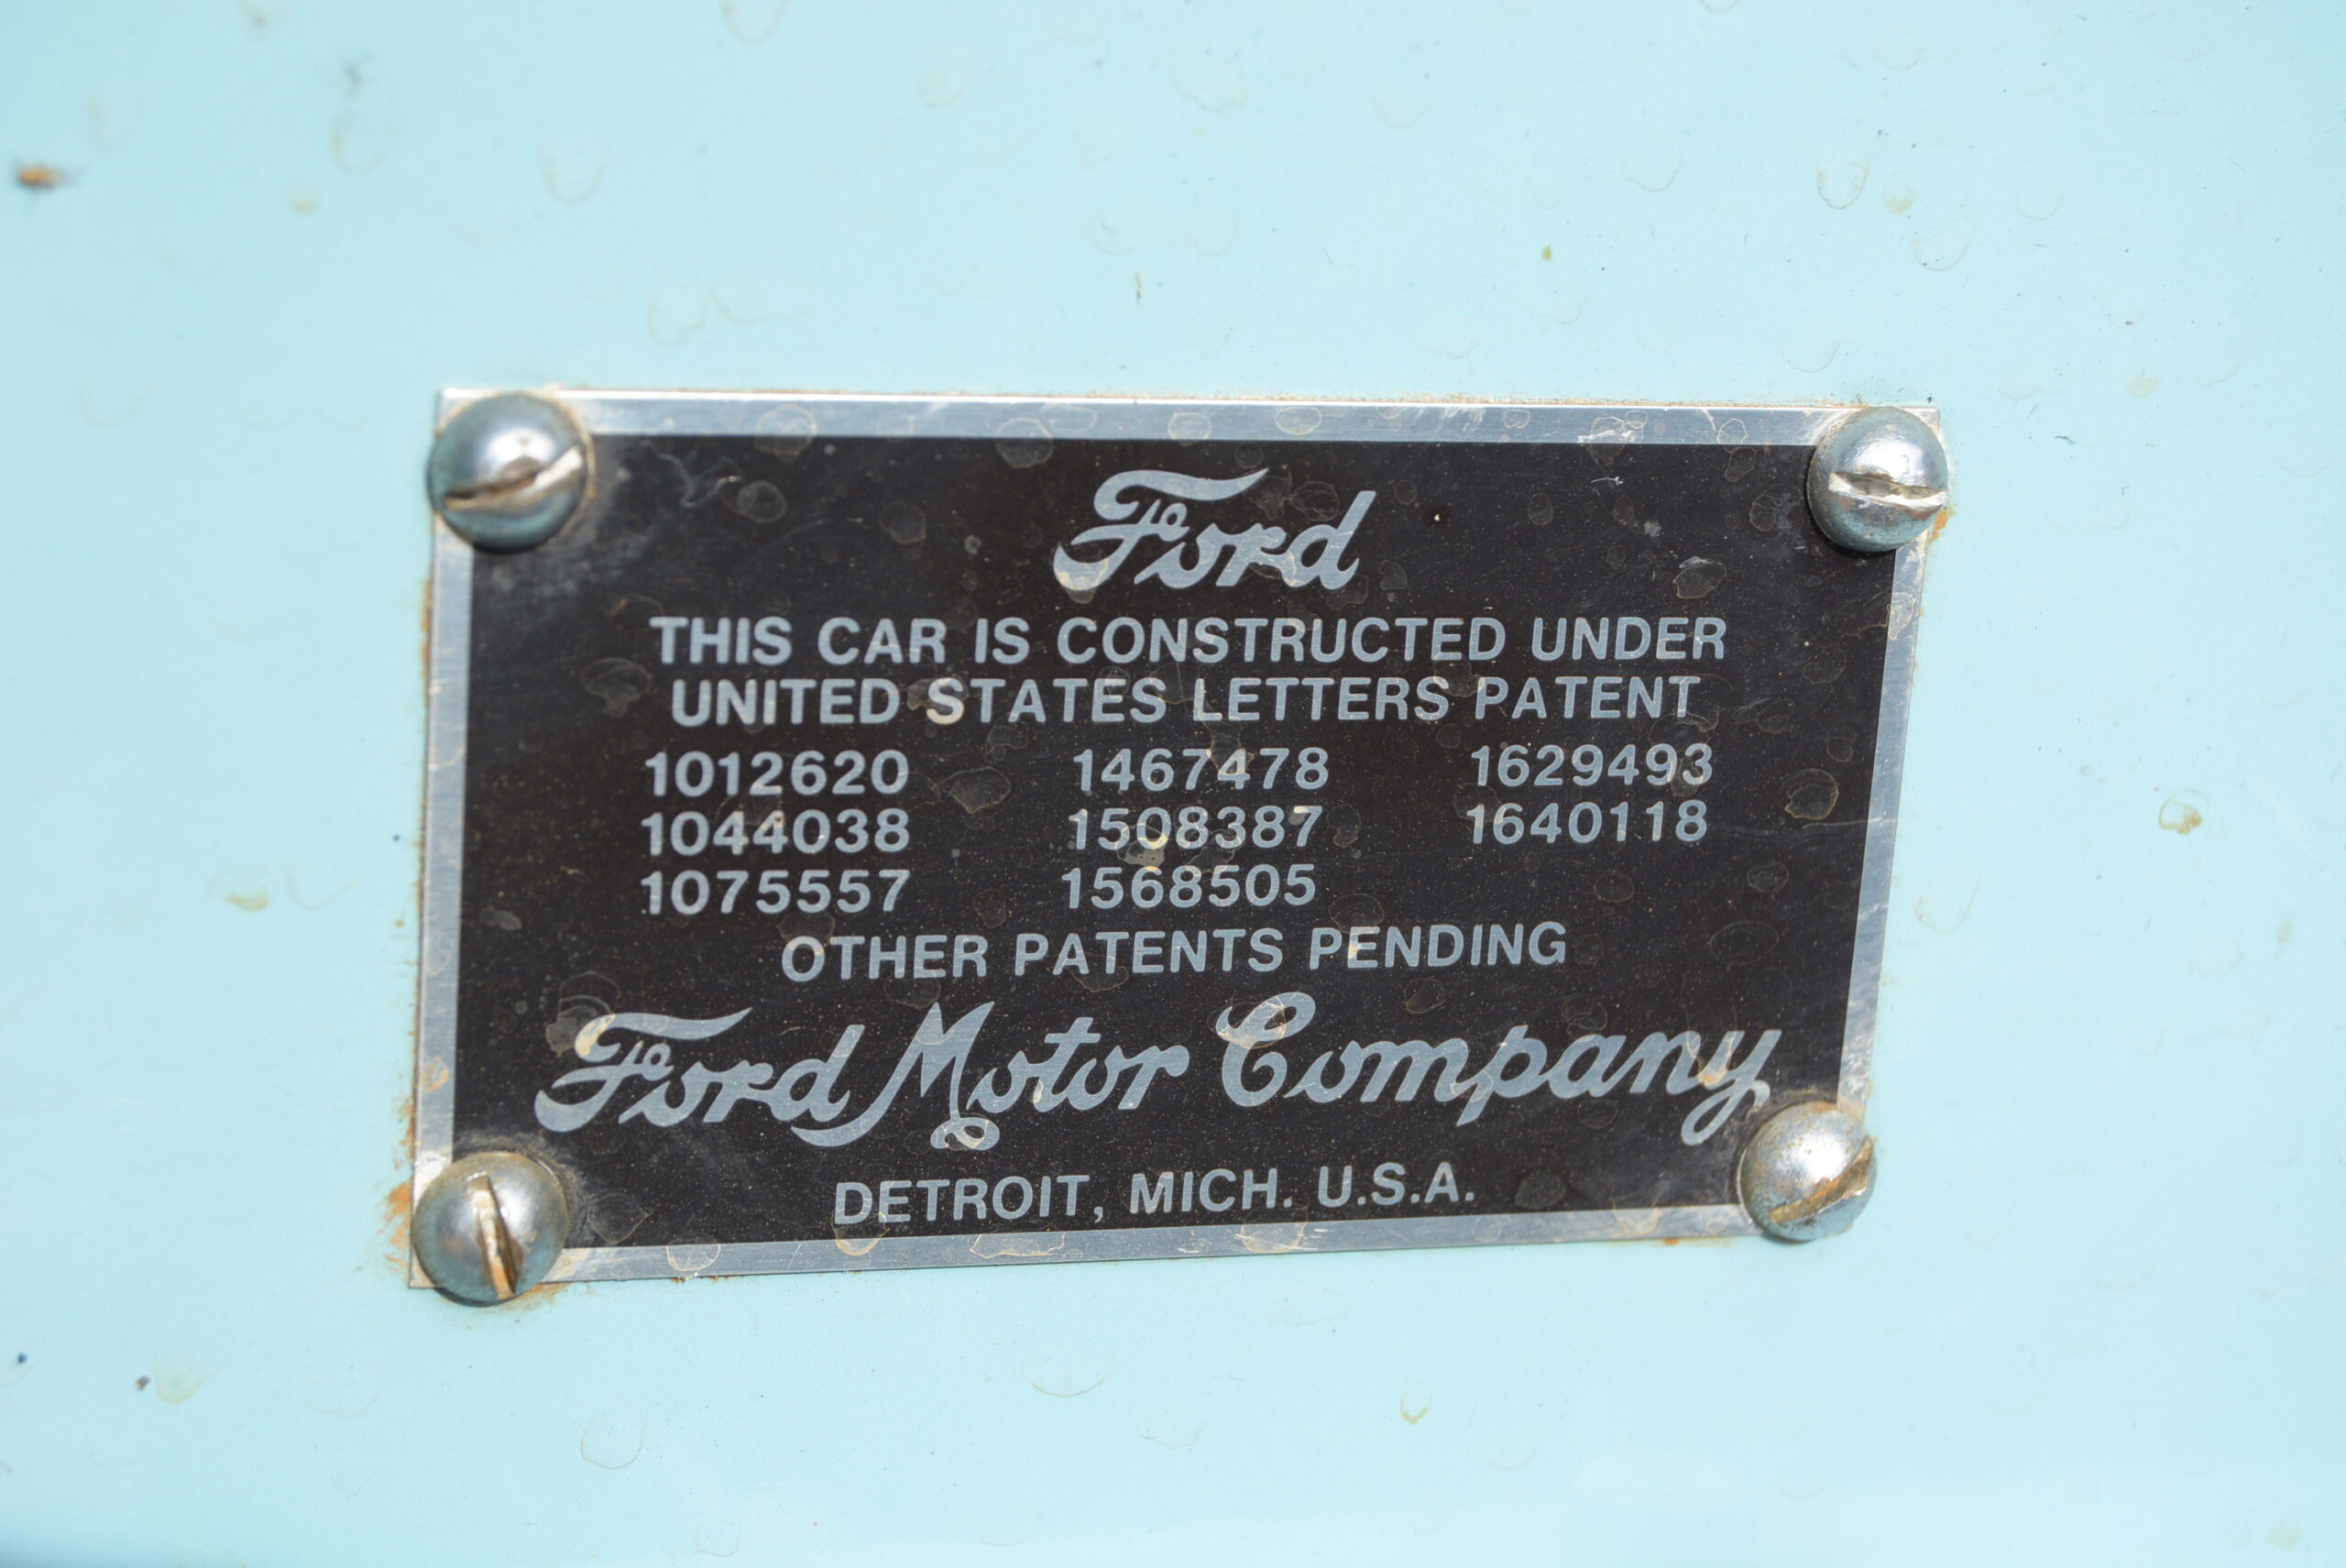 Ford
THIS CAR IS CONSTRUCTED UNDER
UNITED STATES LETTERS PATENT
1012620 1467478 1629493
1044038 1508387 1640118
1075557 1568505
OTHER PATENTS PENDING
Ford Motor Company
DETROIT, MICH. U.S.A.